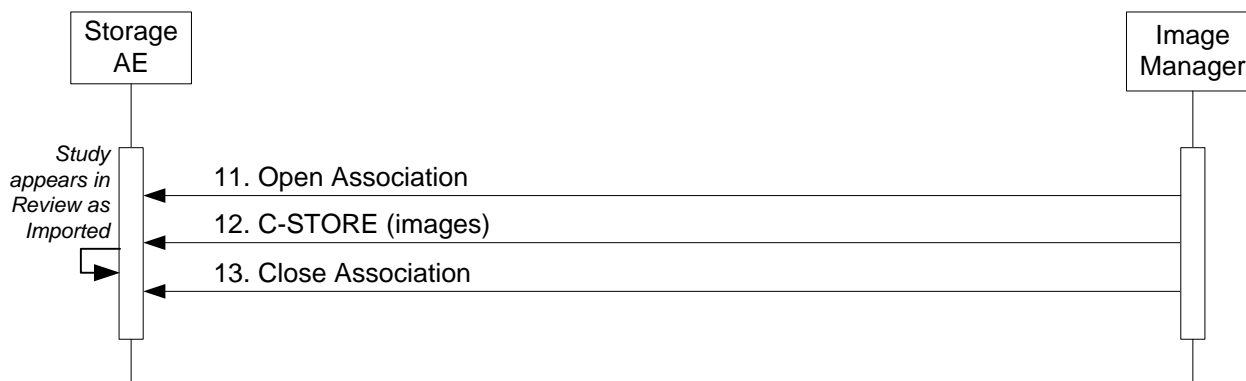 Storage
AE
Image
Manager
Study
appears in
Review as
Imported
11. Open Association
12. C-STORE (images)
13. Close Association